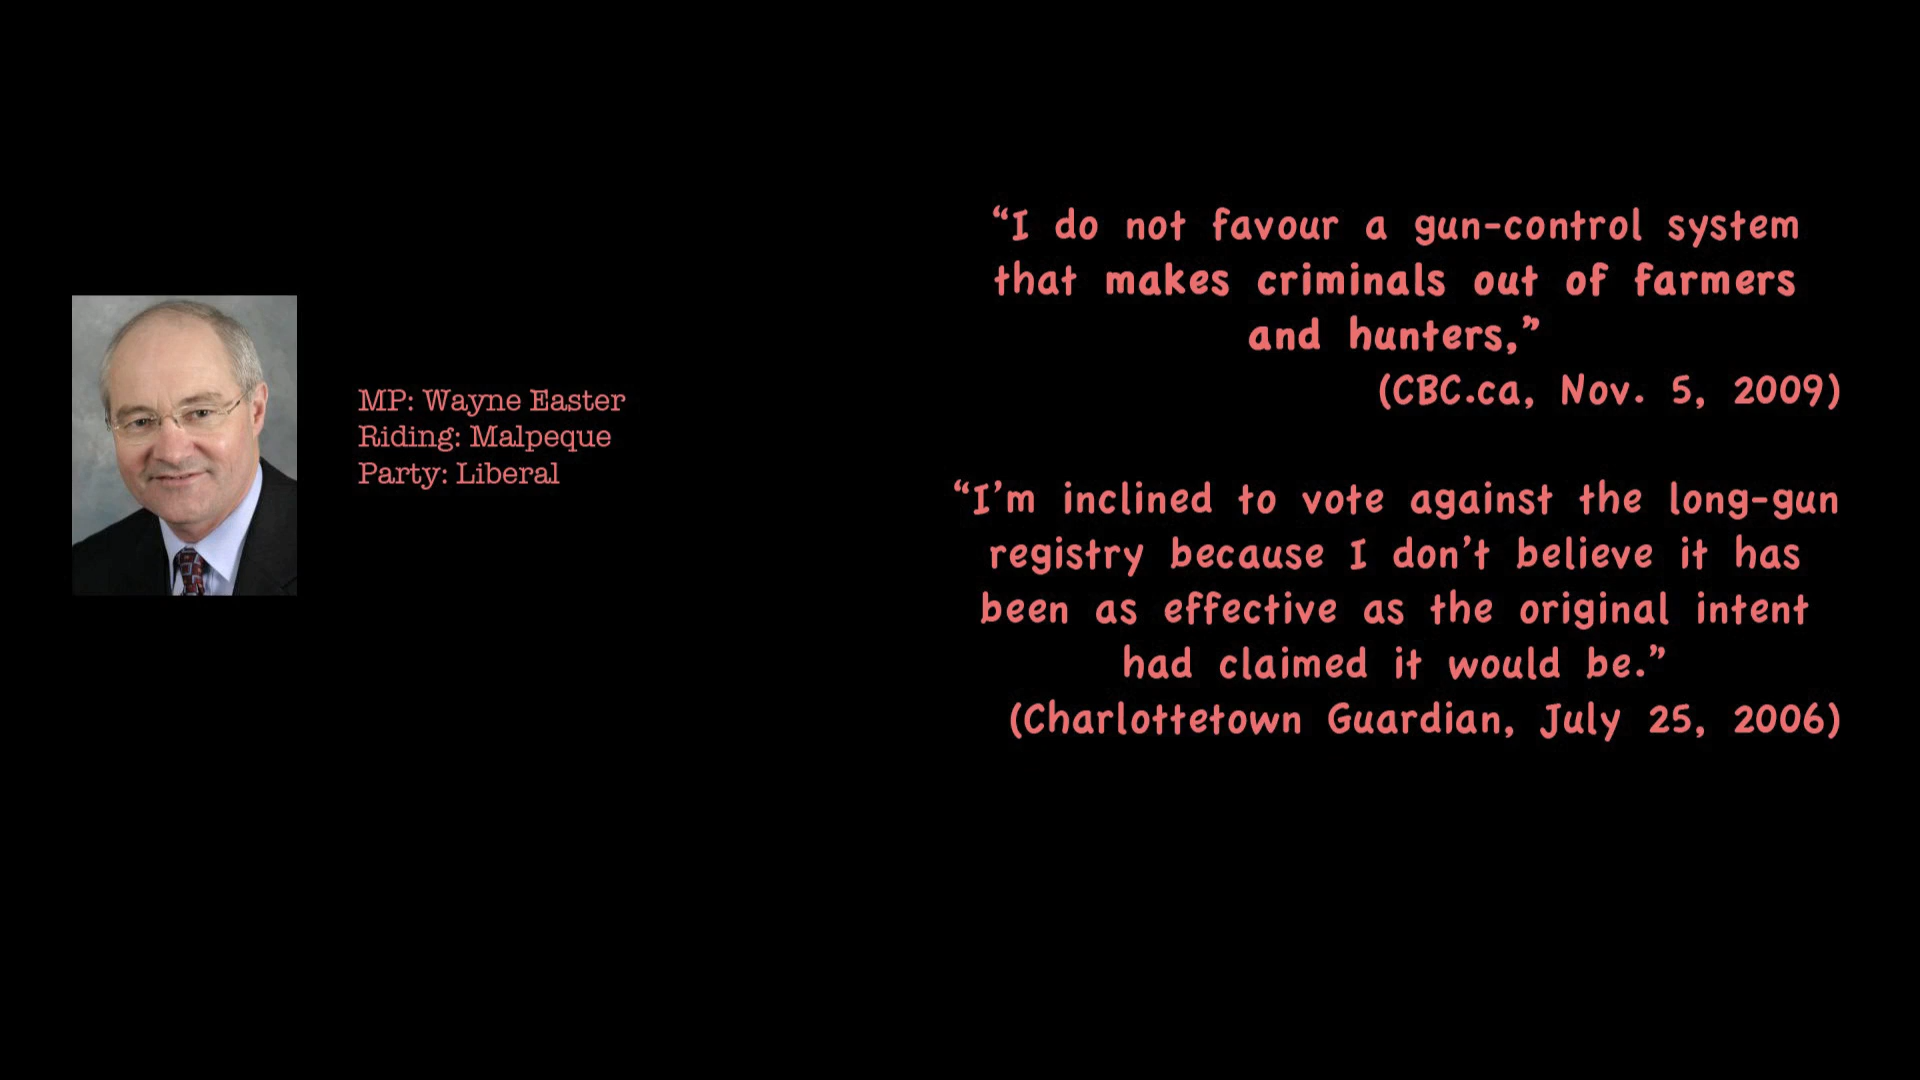 MP: Wayne Easter
Riding: Malpeque
Party: Liberal
“I do not favour a gun-control system
that makes criminals out of farmers
and hunters,”
(CBC.ca, Nov. 5, 2009)
“I’m inclined to vote against the long-gun
registry because I don’t believe it has
been as effective as the original intent
had claimed it would be.”
(Charlottetown Guardian, July 25, 2006)